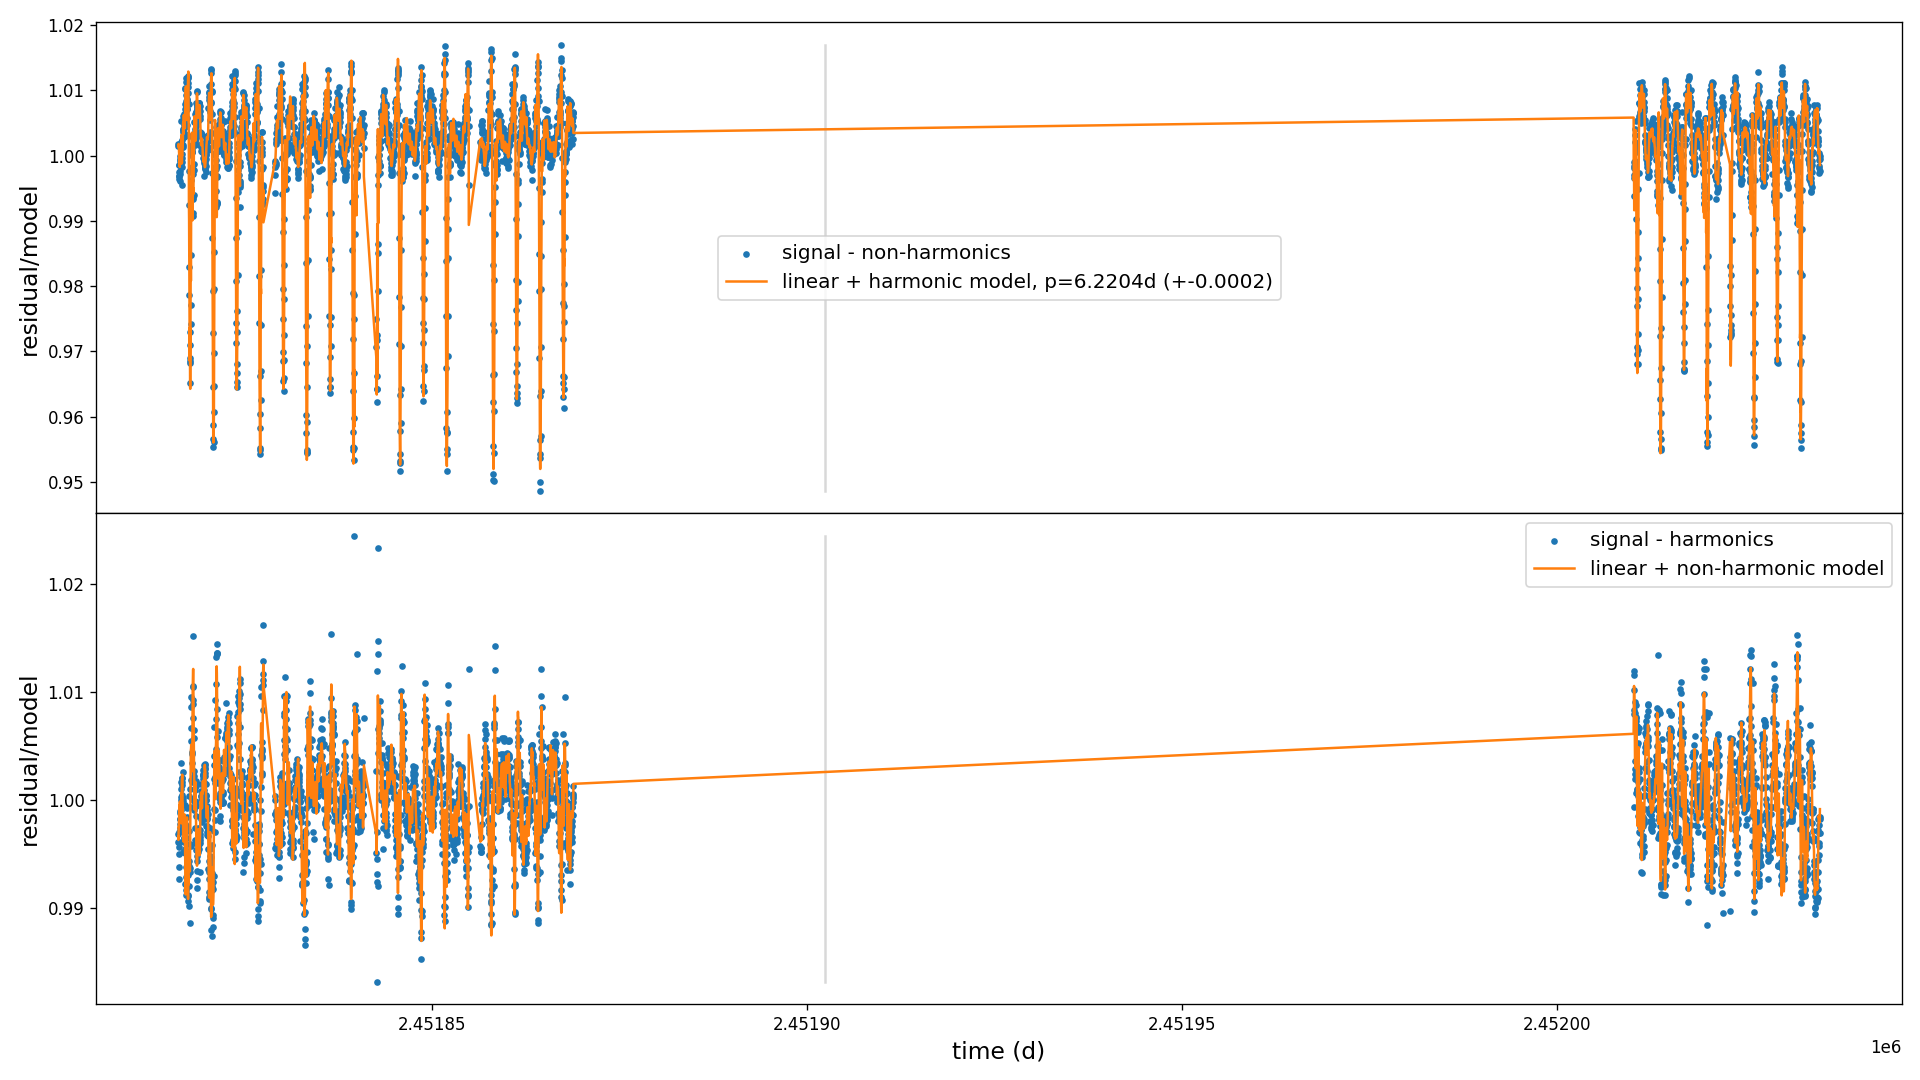 1.02
1.01
1.00
0.99
0.98
0.97
0.96
0.95
residual/model
signal - non-harmonics
linear + harmonic model, p=6.2204d (+-0.0002)
signal - harmonics
linear + non-harmonic model
1.02
1.01
1.00
0.99
residual/model
2.45185 2.45190 2.45195 2.45200
1e6
time (d)